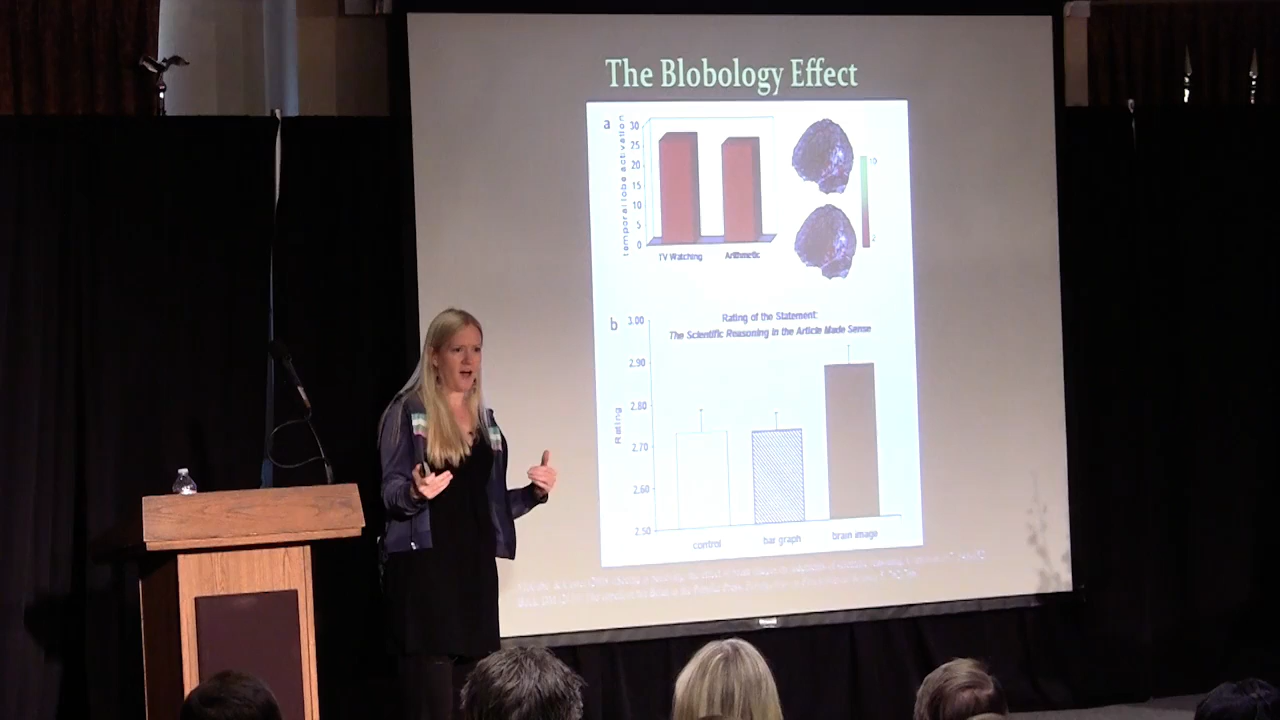 The Blobology Effect
a
temporal lobe activation
30
25
20
15
10
5
0
TV Watching
Arithmetic
10
2
b
Rating of the Statement:
The Scientific Reasoning in the Article Made Sense
Rating
3.00
2.90
2.80
2.70
2.60
2.50
control
bar graph
brain image